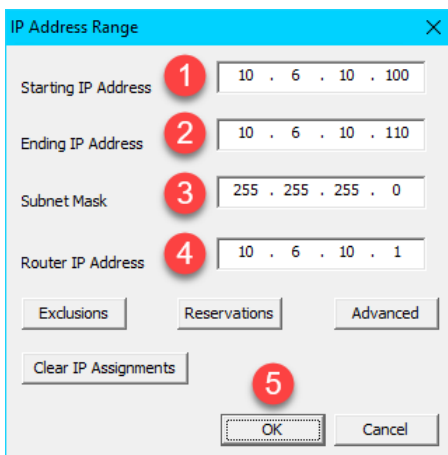 IP Address Range
Starting IP Address 1 10 . 6 . 10 . 100
Ending IP Address 2 10 . 6 . 10 . 110
Subnet Mask 3 255 . 255 . 255 . 0
Router IP Address 4 10 . 6 . 10 . 1
Exclusions Reservations Advanced
Clear IP Assignments
5
OK Cancel